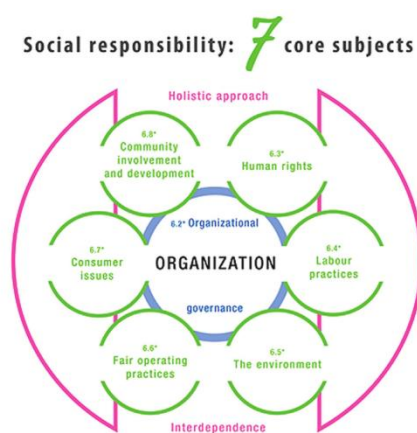 Social responsibility: 7 core subjects
Holistic approach
6.8*
Community
involvement
and development
6.3*
Human rights
6.2* Organizational
6.7*
Consumer
issues
ORGANIZATION
6.4*
Labour
practices
governance
6.6*
Fair operating
practices
6.5*
The environment
Interdependence